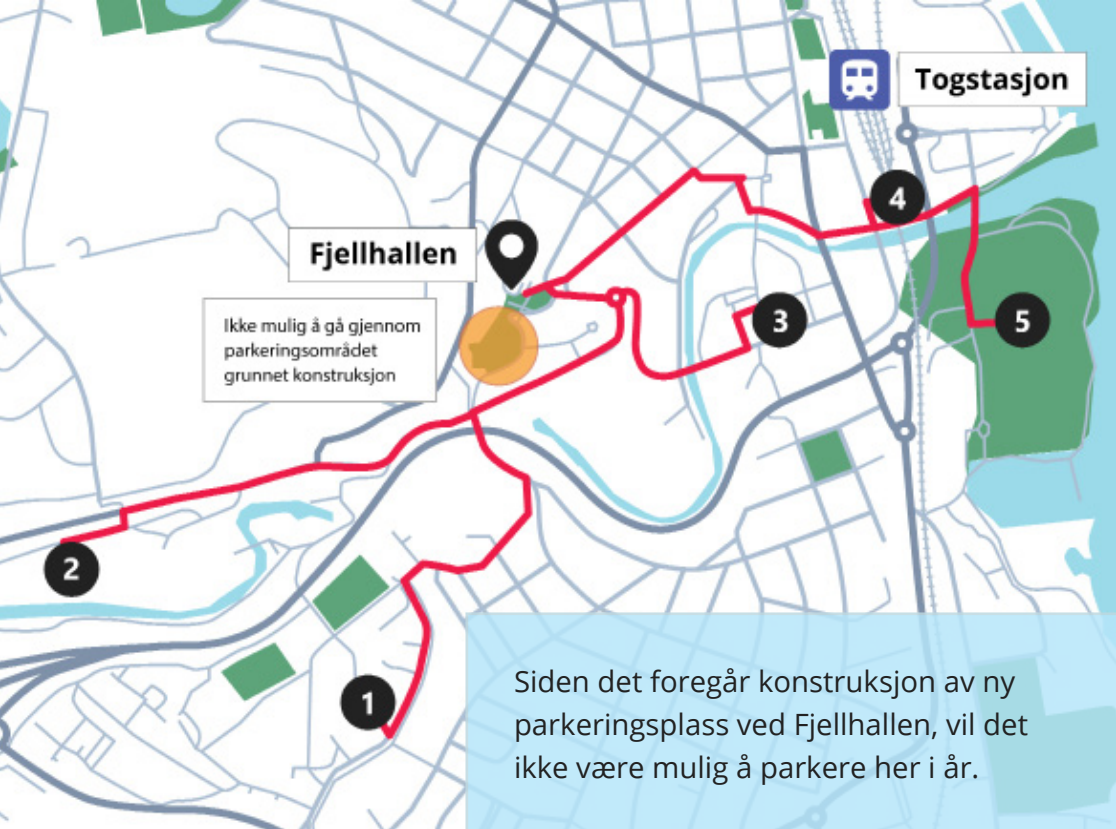 Togstasjon
4
Fjellhallen
Ikke mulig å gå gjennom
parkeringsområdet
grunnet konstruksjon
3
5
2
1
Siden det foregår konstruksjon av ny
parkeringsplass ved Fjellhallen, vil det
ikke være mulig å parkere her i år.